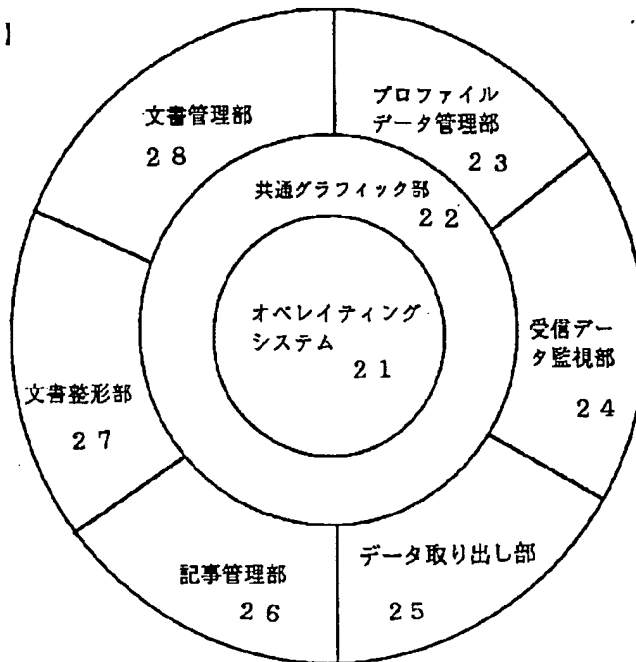 】
文書管理部
28
プロファイル
データ管理部
23
共通グラフィック部
22
オペレイティング
システム
21
受信デー
タ監視部
24
文書整形部
27
記事管理部
26
データ取り出し部
25